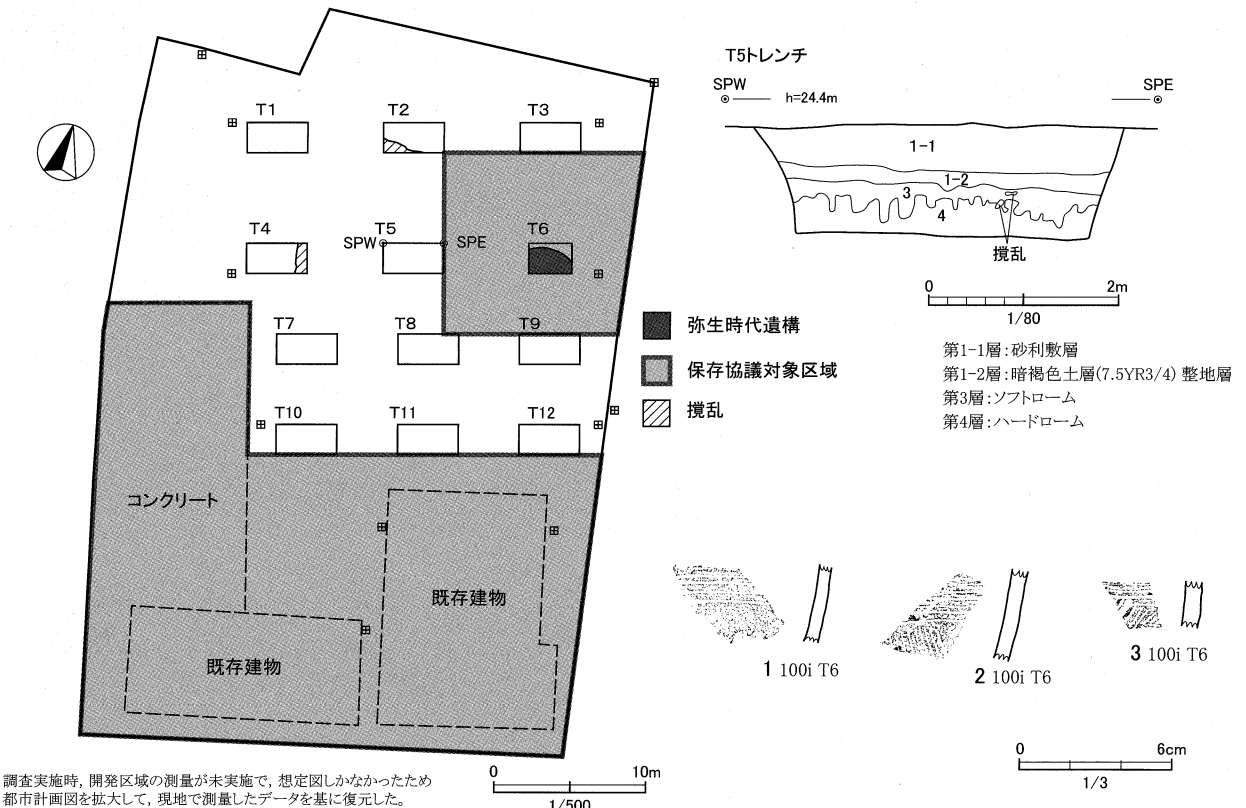 T1
T2
T3
T4
SPW
T5
SPE
T6
T7
T8
T9
T10
T11
T12
コンクリート
既存建物
既存建物
弥生時代遺構
保存協議対象区域
撹乱
調査実施時, 開発区域の測量が未実施で, 想定図しかなかったため
都市計画図を拡大して, 現地で測量したデータを基に復元した。
0 10m
1/500
T5トレンチ
SPW h=24.4m SPE
1-1
1-2
3
4
撹乱
0 2m
1/80
第1-1層:砂利敷層
第1-2層:暗褐色土層(7.5YR3/4) 整地層
第3層:ソフトローム
第4層:ハードローム
1 100i T6
2 100i T6
3 100i T6
0 6cm
1/3